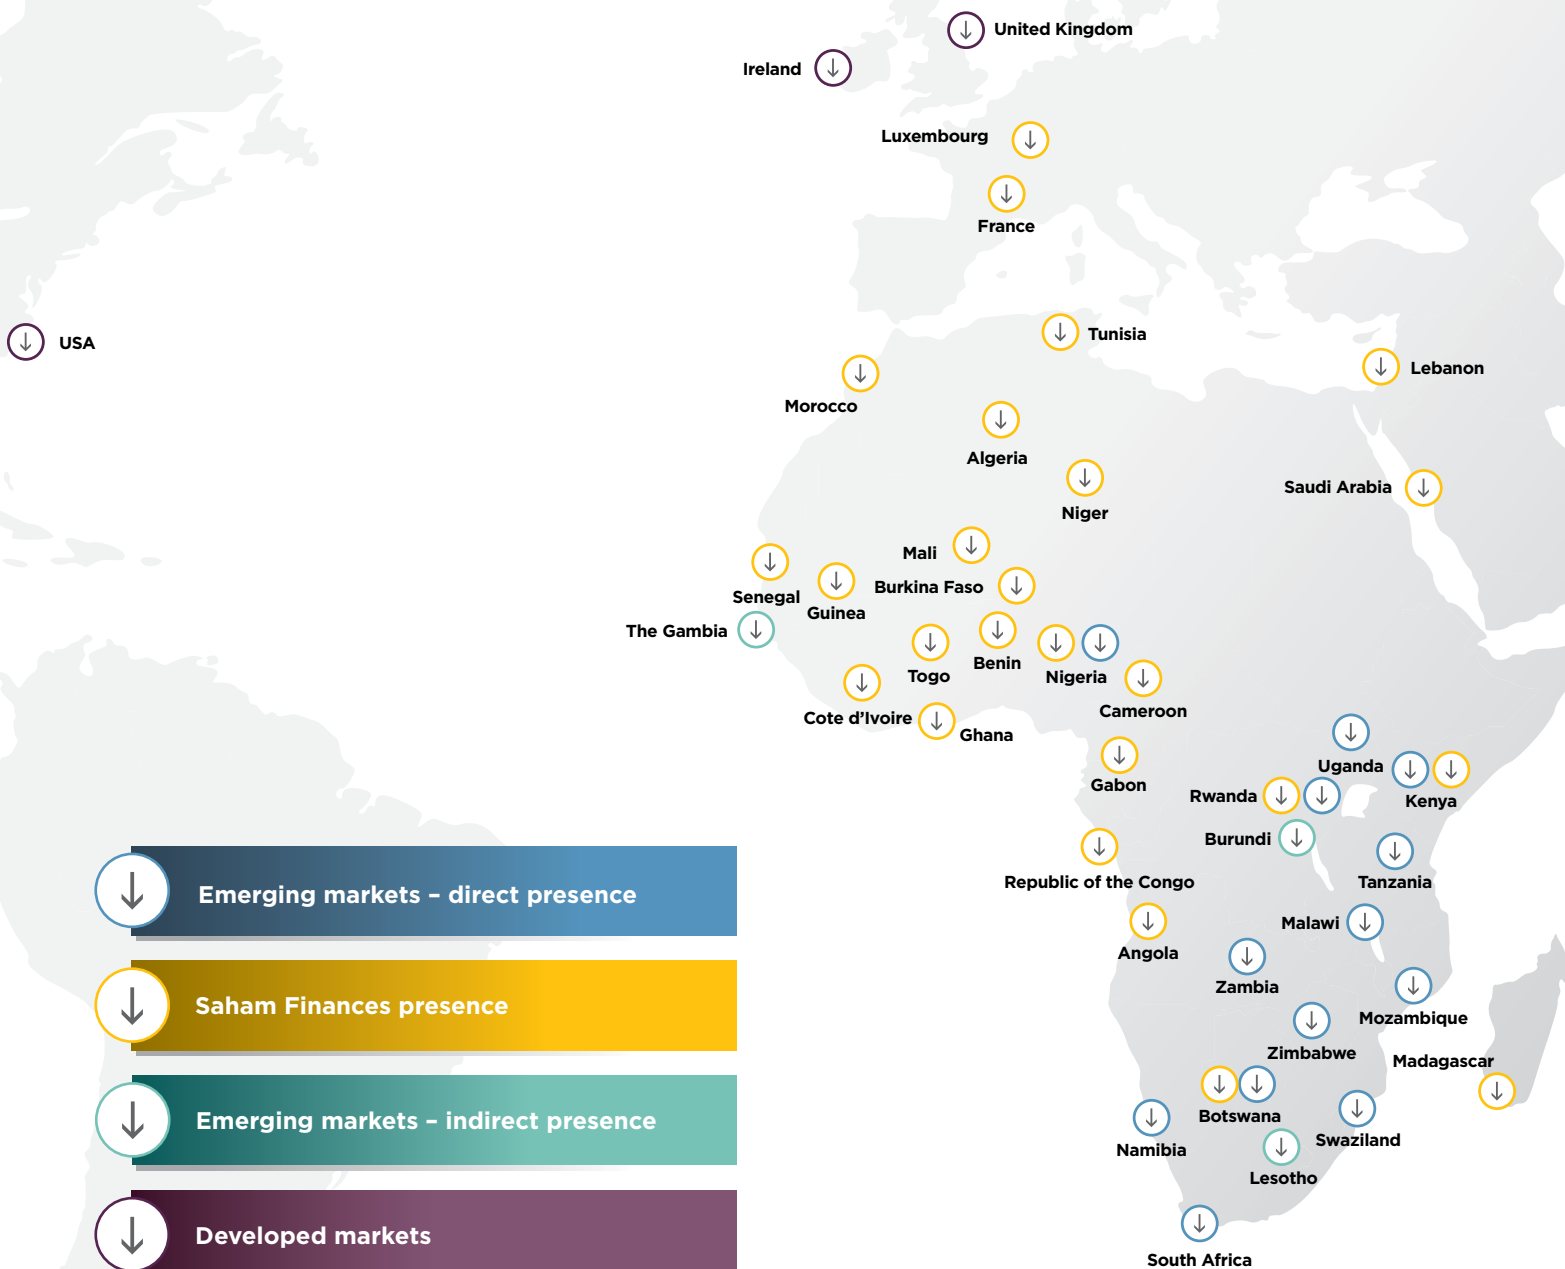 United Kingdom
Ireland
Luxembourg
France
USA
Tunisia
Lebanon
Morocco
Algeria
Saudi Arabia
Niger
Mali
Burkina Faso
Senegal
Guinea
The Gambia
Benin
Togo
Nigeria
Cameroon
Cote d’Ivoire
Ghana
Uganda
Gabon
Rwanda
Kenya
Burundi
Republic of the Congo
Tanzania
Malawi
Angola
Zambia
Mozambique
Zimbabwe
Madagascar
Botswana
Swaziland
Namibia
Lesotho
South Africa
Emerging markets – direct presence
Saham Finances presence
Emerging markets – indirect presence
Developed markets